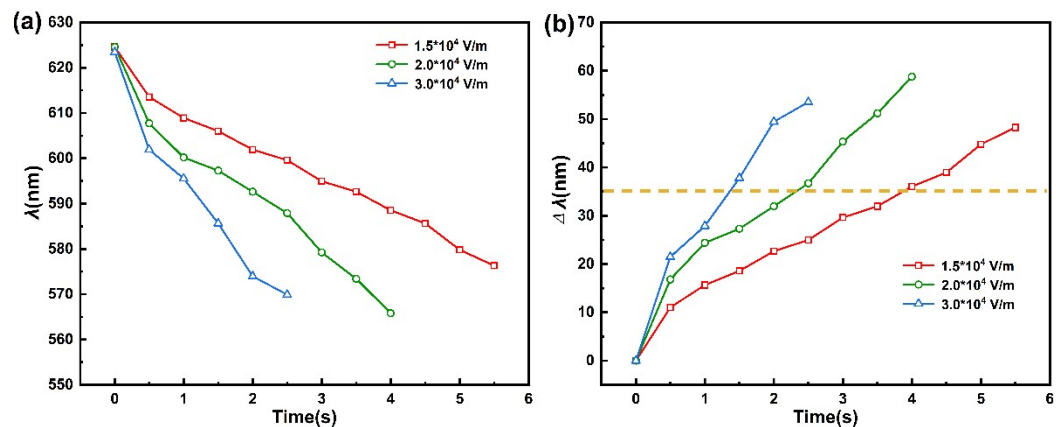 (a)
630
620
610
600
590
580
570
560
550
λ(nm)
0 1 2 3 4 5 6
Time(s)
1.5*10⁴ V/m
2.0*10⁴ V/m
3.0*10⁴ V/m
(b)
70
60
50
40
30
20
10
0
Δ λ(nm)
0 1 2 3 4 5 6
Time(s)
1.5*10⁴ V/m
2.0*10⁴ V/m
3.0*10⁴ V/m